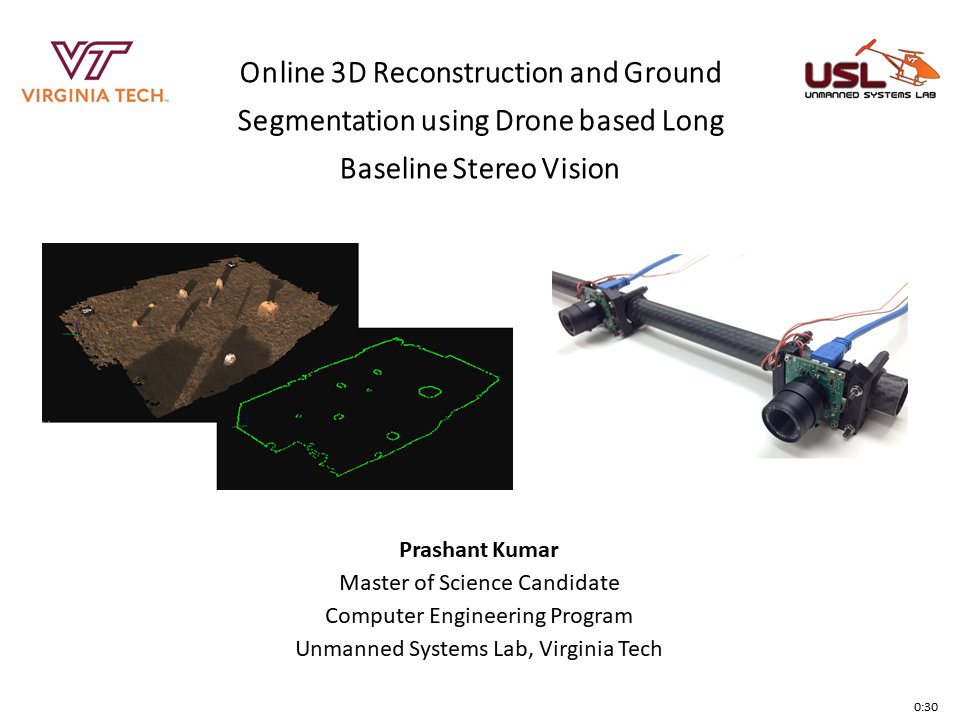 VT
VIRGINIA TECH™
Online 3D Reconstruction and Ground
Segmentation using Drone based Long
Baseline Stereo Vision
USL
UNMANNED SYSTEMS LAB
Prashant Kumar
Master of Science Candidate
Computer Engineering Program
Unmanned Systems Lab, Virginia Tech
0:30